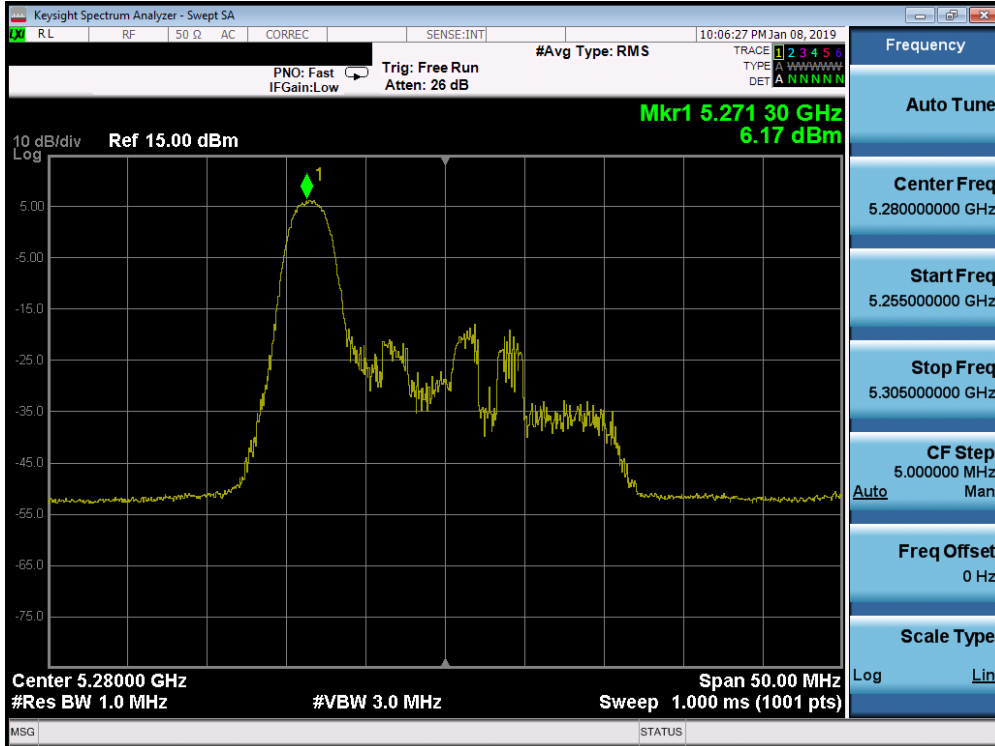 Keysight Spectrum Analyzer - Swept SA
LXI RL RF 50 Ω AC CORREC SENSE:INT 10:06:27 PM Jan 08, 2019
#Avg Type: RMS TRACE 1 2 3 4 5 6
PNO: Fast Trig: Free Run TYPE A WWWWW
IFGain:Low Atten: 26 dB DET A N N N N N
Mkr1 5.271 30 GHz
6.17 dBm
10 dB/div Ref 15.00 dBm
Log
1
5.00
-5.00
-15.0
-25.0
-35.0
-45.0
-55.0
-65.0
-75.0
Center 5.28000 GHz Span 50.00 MHz
#Res BW 1.0 MHz #VBW 3.0 MHz Sweep 1.000 ms (1001 pts)
MSG STATUS
Frequency
Auto Tune
Center Freq
5.280000000 GHz
Start Freq
5.255000000 GHz
Stop Freq
5.305000000 GHz
CF Step
5.000000 MHz
Auto Man
Freq Offset
0 Hz
Scale Type
Log Lin